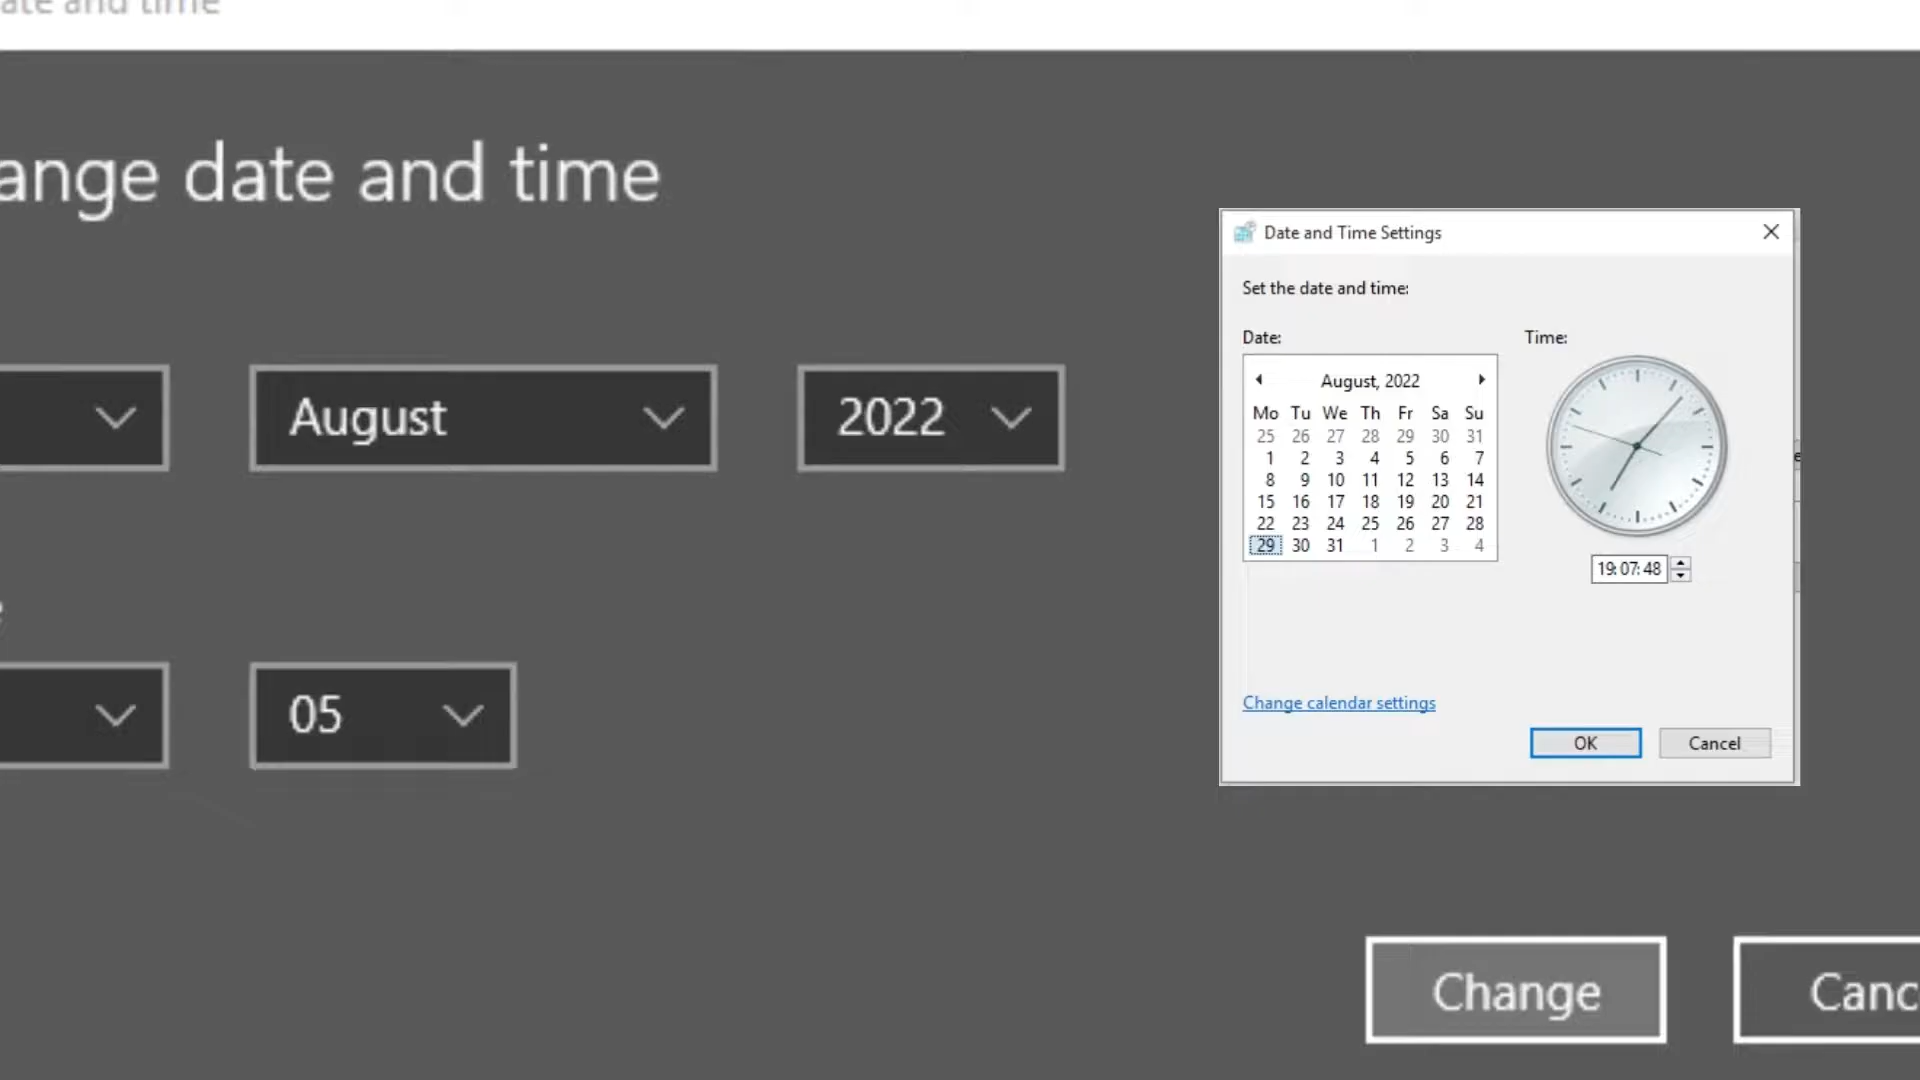 ate and time
ange date and time
August
2022
05
Change
Canc
Date and Time Settings
Set the date and time:
Date:
Time:
August, 2022
Mo Tu We Th Fr Sa Su
25 26 27 28 29 30 31
1 2 3 4 5 6 7
8 9 10 11 12 13 14
15 16 17 18 19 20 21
22 23 24 25 26 27 28
29 30 31 1 2 3 4
19:07:48
Change calendar settings
OK
Cancel